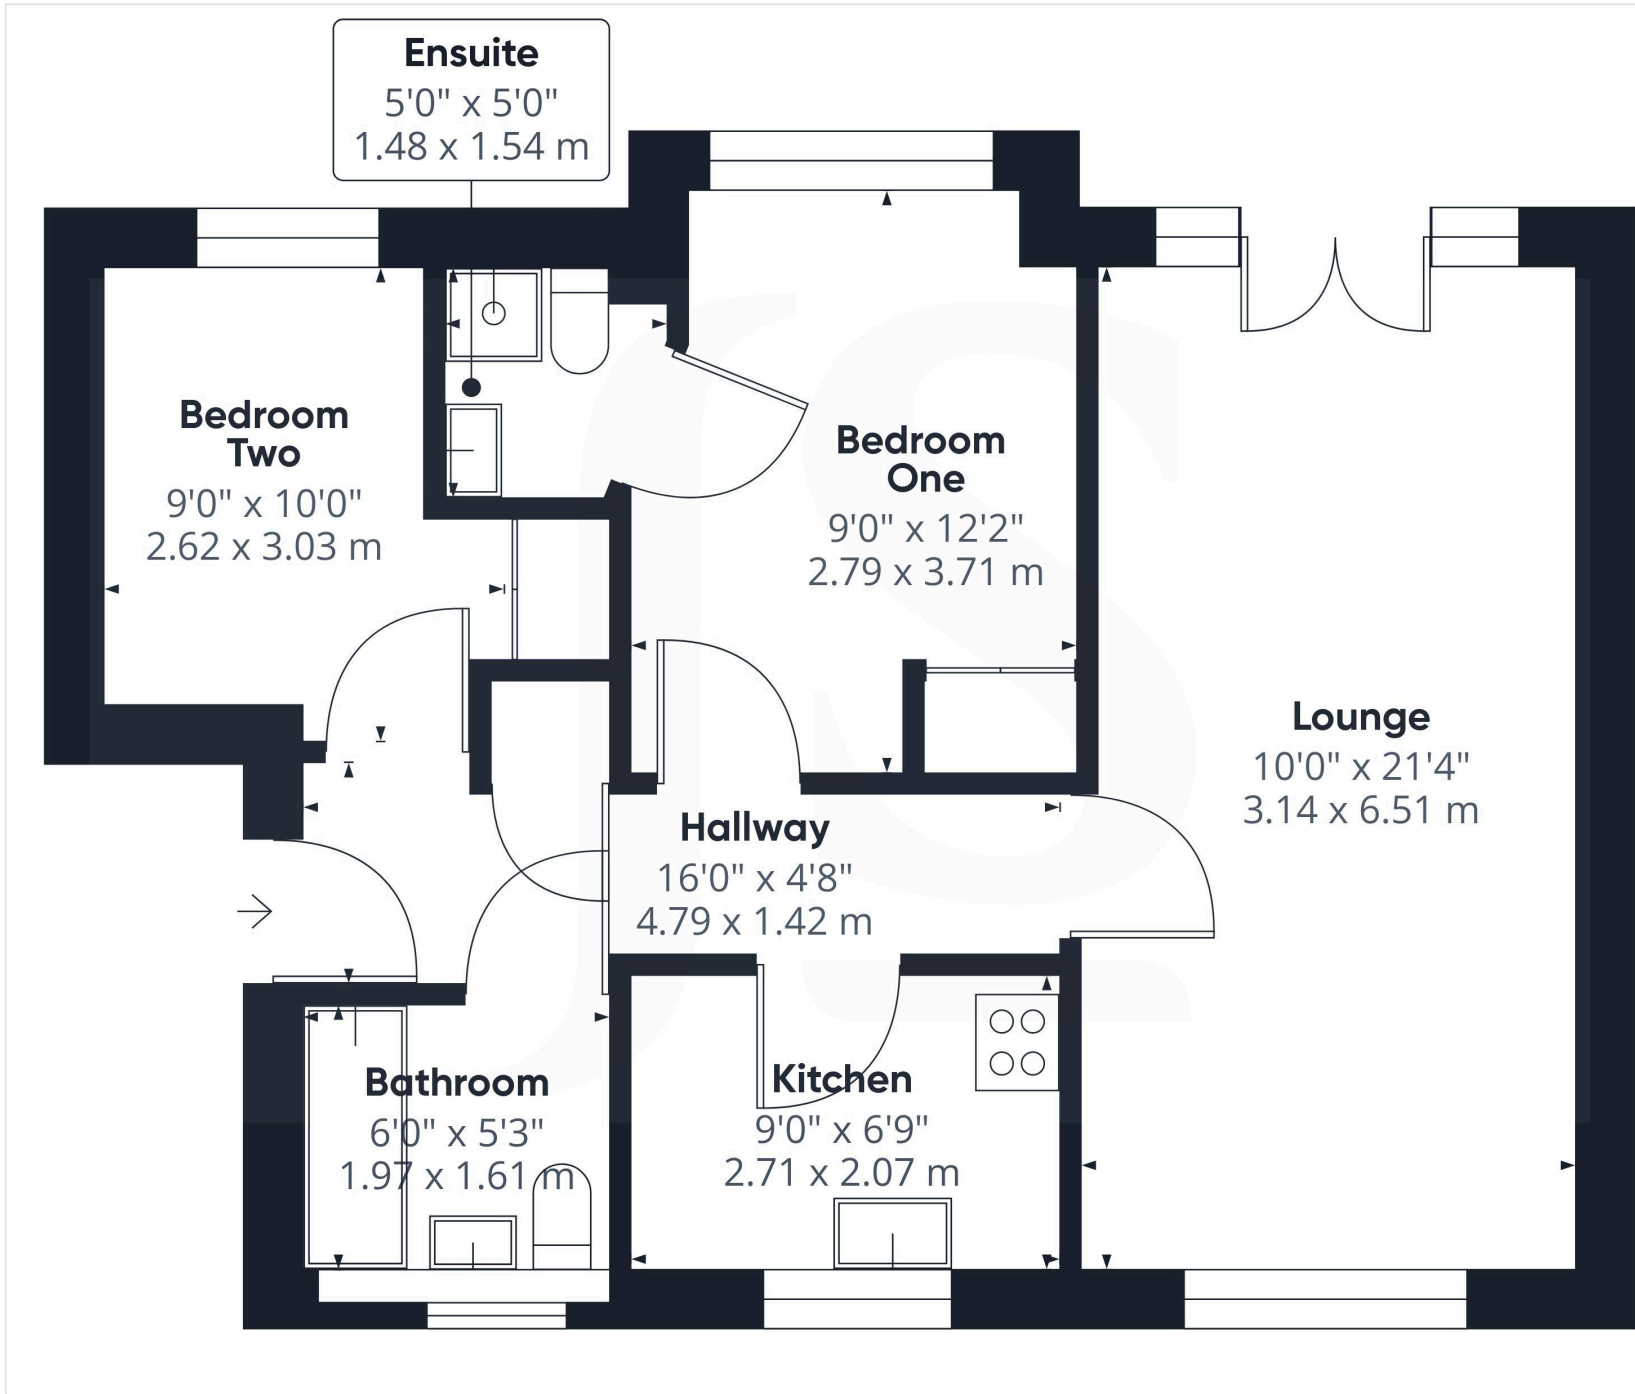 Ensuite
5'0" x 5'0"
1.48 x 1.54 m
Bedroom
Two
9'0" x 10'0"
2.62 x 3.03 m
Bedroom
One
9'0" x 12'2"
2.79 x 3.71 m
Lounge
10'0" x 21'4"
3.14 x 6.51 m
Hallway
16'0" x 4'8"
4.79 x 1.42 m
Bathroom
6'0" x 5'3"
1.97 x 1.61 m
Kitchen
9'0" x 6'9"
2.71 x 2.07 m